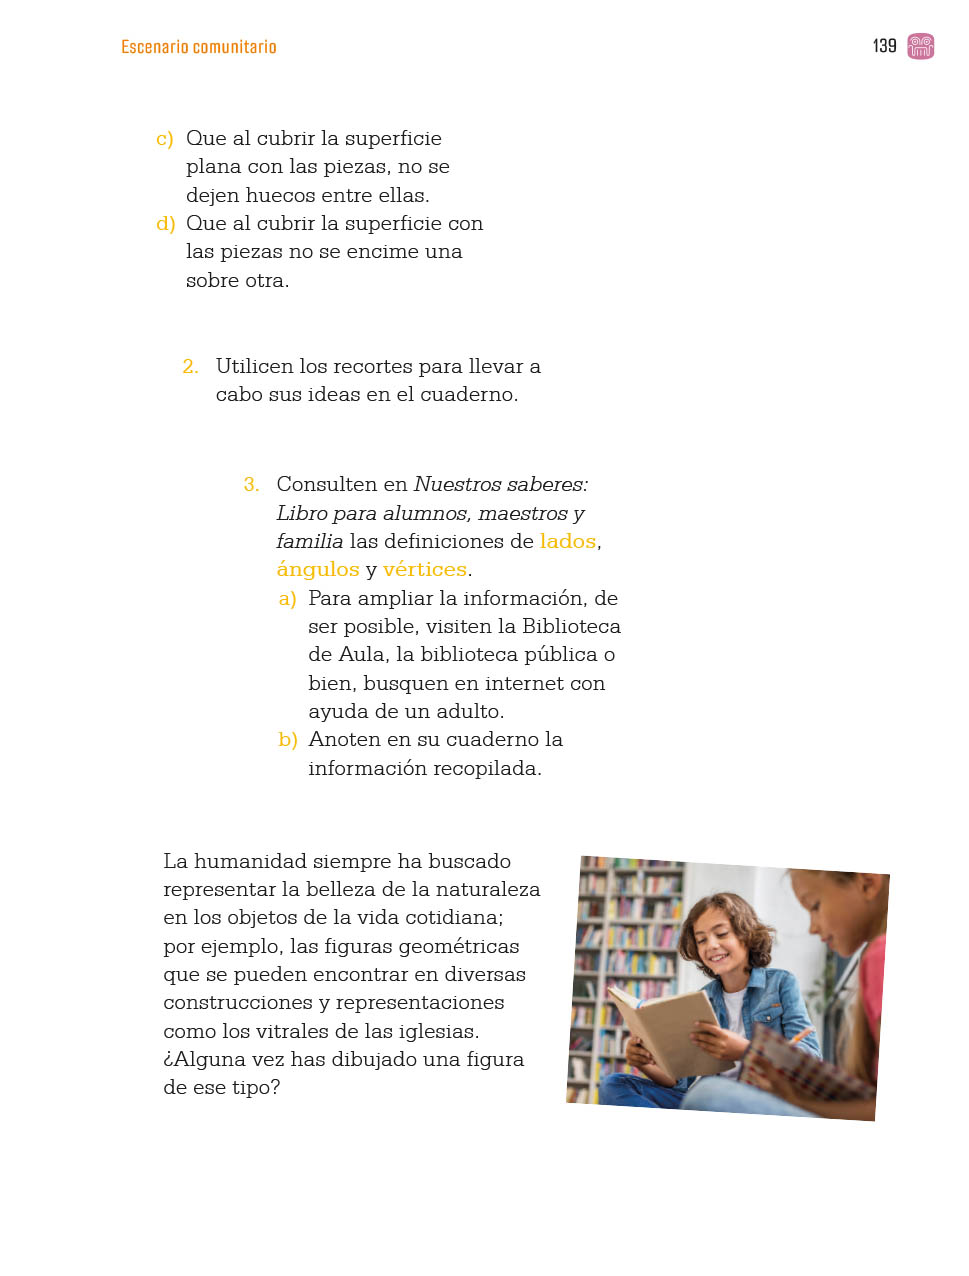 Escenario comunitario
139
c) Que al cubrir la superficie
plana con las piezas, no se
dejen huecos entre ellas.
d) Que al cubrir la superficie con
las piezas no se encime una
sobre otra.
2. Utilicen los recortes para llevar a
cabo sus ideas en el cuaderno.
3. Consulten en Nuestros saberes:
Libro para alumnos, maestros y
familia las definiciones de lados,
ángulos y vértices.
a) Para ampliar la información, de
ser posible, visiten la Biblioteca
de Aula, la biblioteca pública o
bien, busquen en internet con
ayuda de un adulto.
b) Anoten en su cuaderno la
información recopilada.
La humanidad siempre ha buscado
representar la belleza de la naturaleza
en los objetos de la vida cotidiana;
por ejemplo, las figuras geométricas
que se pueden encontrar en diversas
construcciones y representaciones
como los vitrales de las iglesias.
¿Alguna vez has dibujado una figura
de ese tipo?